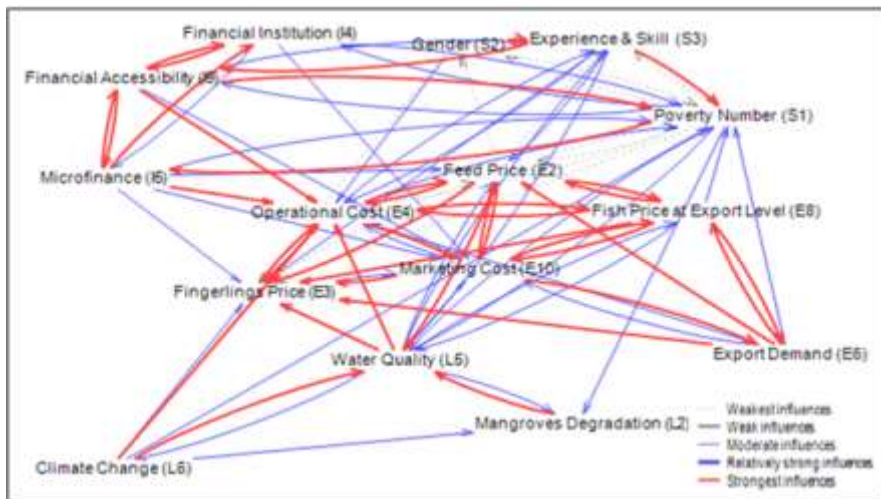 Financial Institution (I4)
Gender (S2)
Experience & Skill (S3)
Financial Accessibility (I9)
Poverty Number (S1)
Microfinance (I5)
Feed Price (E2)
Operational Cost (E4)
Fish Price at Export Level (E8)
Marketing Cost (E10)
Fingerlings Price (E3)
Water Quality (L5)
Export Demand (E6)
Mangroves Degradation (L2)
Climate Change (L6)
Weakest influences
Weak influences
Moderate influences
Relatively strong influences
Strongest influences